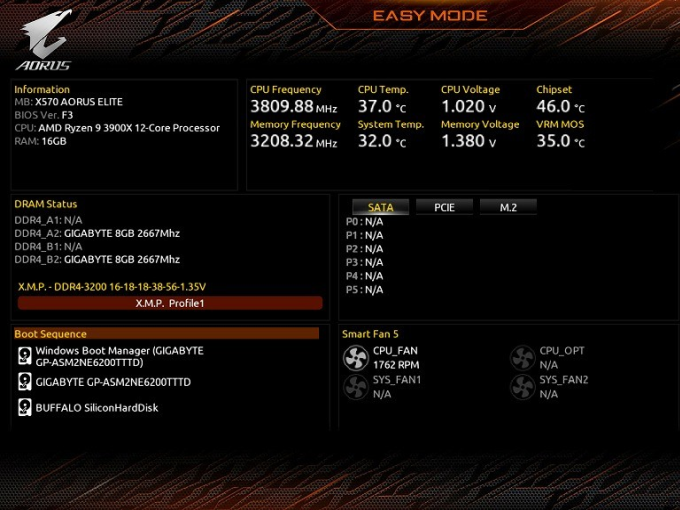 EASY MODE
AORUS
Information
MB: X570 AORUS ELITE
BIOS Ver. F3
CPU: AMD Ryzen 9 3900X 12-Core Processor
RAM: 16GB
CPU Frequency CPU Temp. CPU Voltage Chipset
3809.88 MHz 37.0 °C 1.020 V 46.0 °C
Memory Frequency System Temp. Memory Voltage VRM MOS
3208.32 MHz 32.0 °C 1.380 V 35.0 °C
DRAM Status
DDR4_A1: N/A
DDR4_A2: GIGABYTE 8GB 2667Mhz
DDR4_B1: N/A
DDR4_B2: GIGABYTE 8GB 2667Mhz
X.M.P. - DDR4-3200 16-18-18-38-56-1.35V
X.M.P. Profile1
SATA PCIE M.2
P0 : N/A
P1 : N/A
P2 : N/A
P3 : N/A
P4 : N/A
P5 : N/A
Boot Sequence
Windows Boot Manager (GIGABYTE
GP-ASM2NE6200TTTD)
GIGABYTE GP-ASM2NE6200TTTD
BUFFALO SiliconHardDisk
Smart Fan 5
CPU_FAN CPU_OPT
1762 RPM N/A
SYS_FAN1 SYS_FAN2
N/A N/A